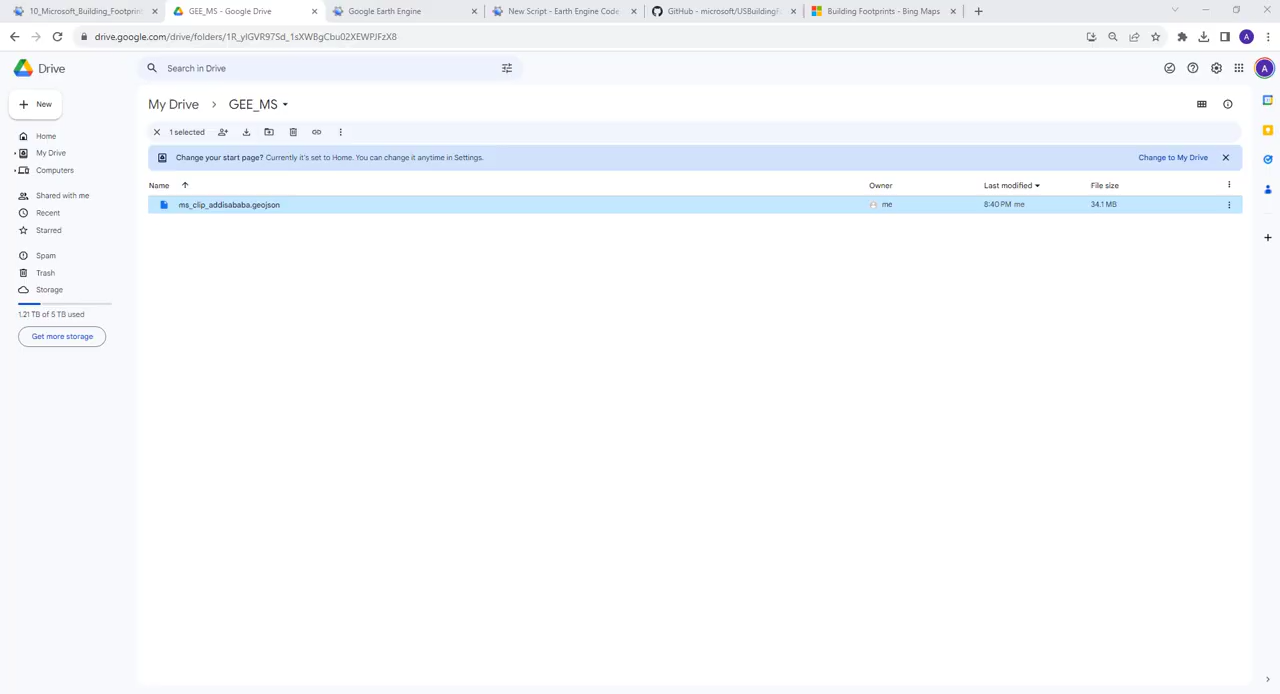 10_Microsoft_Building_Footprint
GEE_MS - Google Drive
Google Earth Engine
New Script - Earth Engine Code
GitHub - microsoft/USBuildingF
Building Footprints - Bing Maps
drive.google.com/drive/folders/1R_ylGVR97Sd_1sXWBgCbu02XEWPJFzX8
A
Drive
Search in Drive
A
New
My Drive > GEE_MS
1 selected
Change your start page? Currently it's set to Home. You can change it anytime in Settings.
Change to My Drive
Name
Owner
Last modified
File size
ms_clip_addisababa.geojson
me
8:40 PM me
34.1 MB
Home
My Drive
Computers
Shared with me
Recent
Starred
Spam
Trash
Storage
1.21 TB of 5 TB used
Get more storage